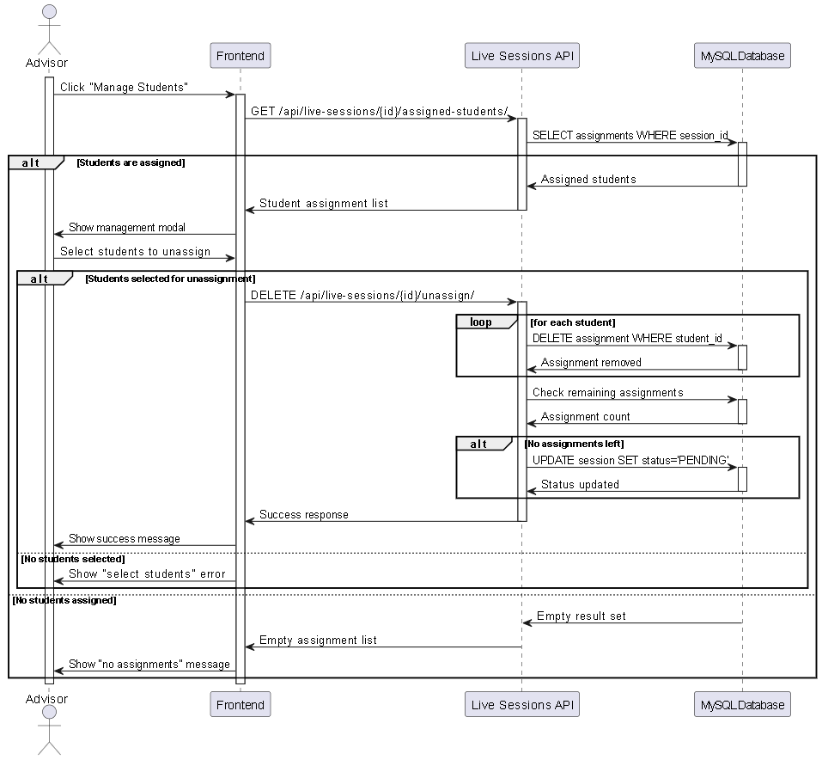 Advisor
Frontend
Live Sessions API
MySQLDatabase
Click "Manage Students"
GET /api/live-sessions/{id}/assigned-students/
SELECT assignments WHERE session_id
alt [Students are assigned]
Assigned students
Student assignment list
Show management modal
Select students to unassign
alt [Students selected for unassignment]
DELETE /api/live-sessions/{id}/unassign/
loop [for each student]
DELETE assignment WHERE student_id
Assignment removed
Check remaining assignments
Assignment count
alt [No assignments left]
UPDATE session SET status='PENDING'
Status updated
Success response
Show success message
[No students selected]
Show "select students" error
[No students assigned]
Empty result set
Empty assignment list
Show "no assignments" message
Advisor
Frontend
Live Sessions API
MySQLDatabase